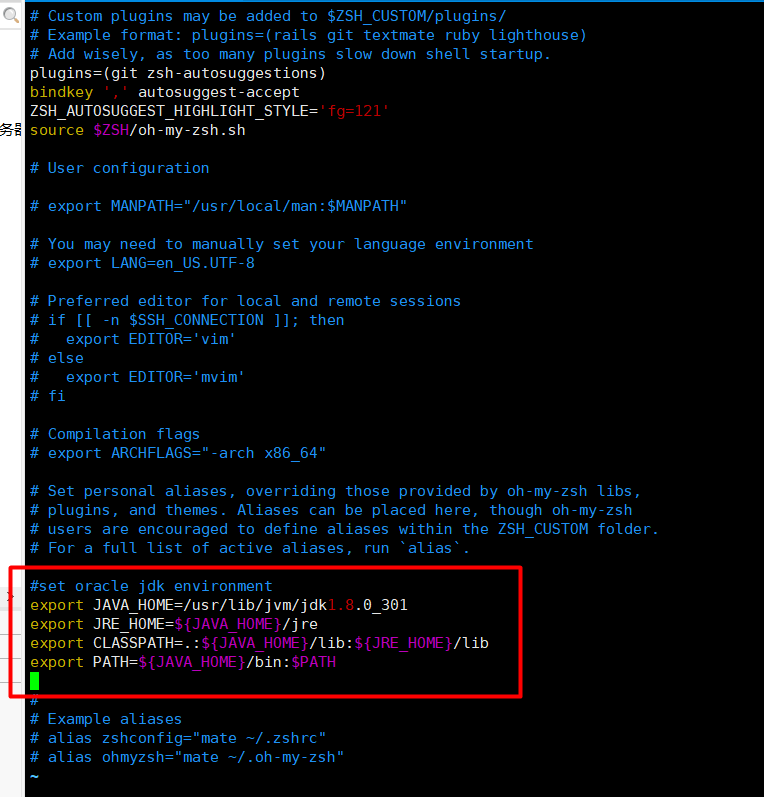 # Custom plugins may be added to $ZSH_CUSTOM/plugins/
# Example format: plugins=(rails git textmate ruby lighthouse)
# Add wisely, as too many plugins slow down shell startup.
plugins=(git zsh-autosuggestions)
bindkey ',' autosuggest-accept
ZSH_AUTOSUGGEST_HIGHLIGHT_STYLE='fg=121'
务器
source $ZSH/oh-my-zsh.sh
# User configuration
# export MANPATH="/usr/local/man:$MANPATH"
# You may need to manually set your language environment
# export LANG=en_US.UTF-8
# Preferred editor for local and remote sessions
# if [[ -n $SSH_CONNECTION ]]; then
#   export EDITOR='vim'
# else
#   export EDITOR='mvim'
# fi
# Compilation flags
# export ARCHFLAGS="-arch x86_64"
# Set personal aliases, overriding those provided by oh-my-zsh libs,
# plugins, and themes. Aliases can be placed here, though oh-my-zsh
# users are encouraged to define aliases within the ZSH_CUSTOM folder.
# For a full list of active aliases, run `alias`.
#set oracle jdk environment
export JAVA_HOME=/usr/lib/jvm/jdk1.8.0_301
export JRE_HOME=${JAVA_HOME}/jre
export CLASSPATH=.:${JAVA_HOME}/lib:${JRE_HOME}/lib
export PATH=${JAVA_HOME}/bin:$PATH
#
# Example aliases
# alias zshconfig="mate ~/.zshrc"
# alias ohmyzsh="mate ~/.oh-my-zsh"
~